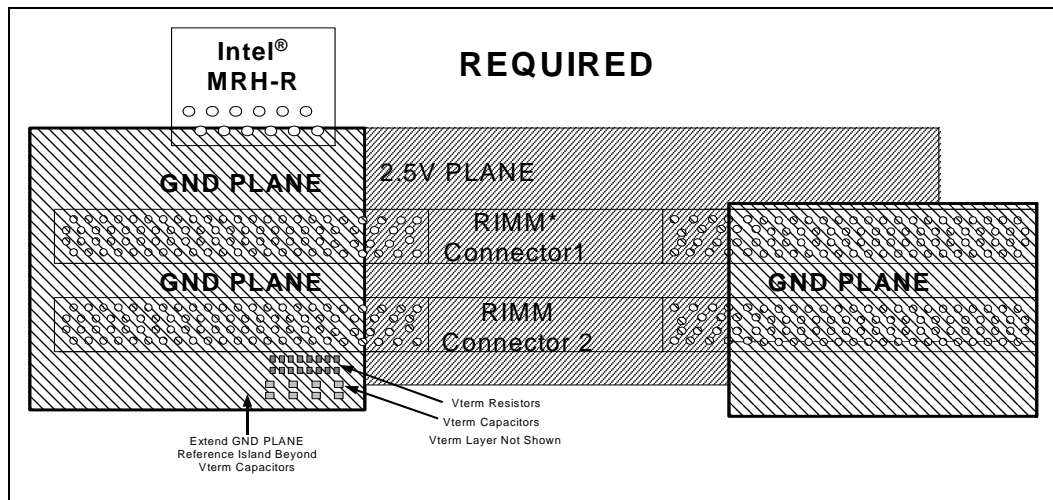 Intel®
MRH-R
REQUIRED
2.5V PLANE
GND PLANE
RIMM*
Connector1
GND PLANE
GND PLANE
RIMM
Connector 2
Vterm Resistors
Vterm Capacitors
Vterm Layer Not Shown
Extend GND PLANE
Reference Island Beyond
Vterm Capacitors